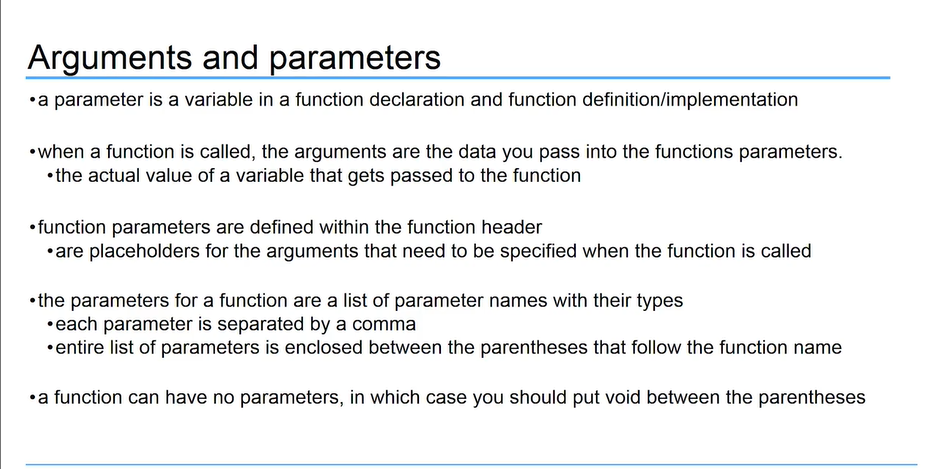 Arguments and parameters
•a parameter is a variable in a function declaration and function definition/implementation
•when a function is called, the arguments are the data you pass into the functions parameters.
•the actual value of a variable that gets passed to the function
•function parameters are defined within the function header
•are placeholders for the arguments that need to be specified when the function is called
•the parameters for a function are a list of parameter names with their types
•each parameter is separated by a comma
•entire list of parameters is enclosed between the parentheses that follow the function name
•a function can have no parameters, in which case you should put void between the parentheses